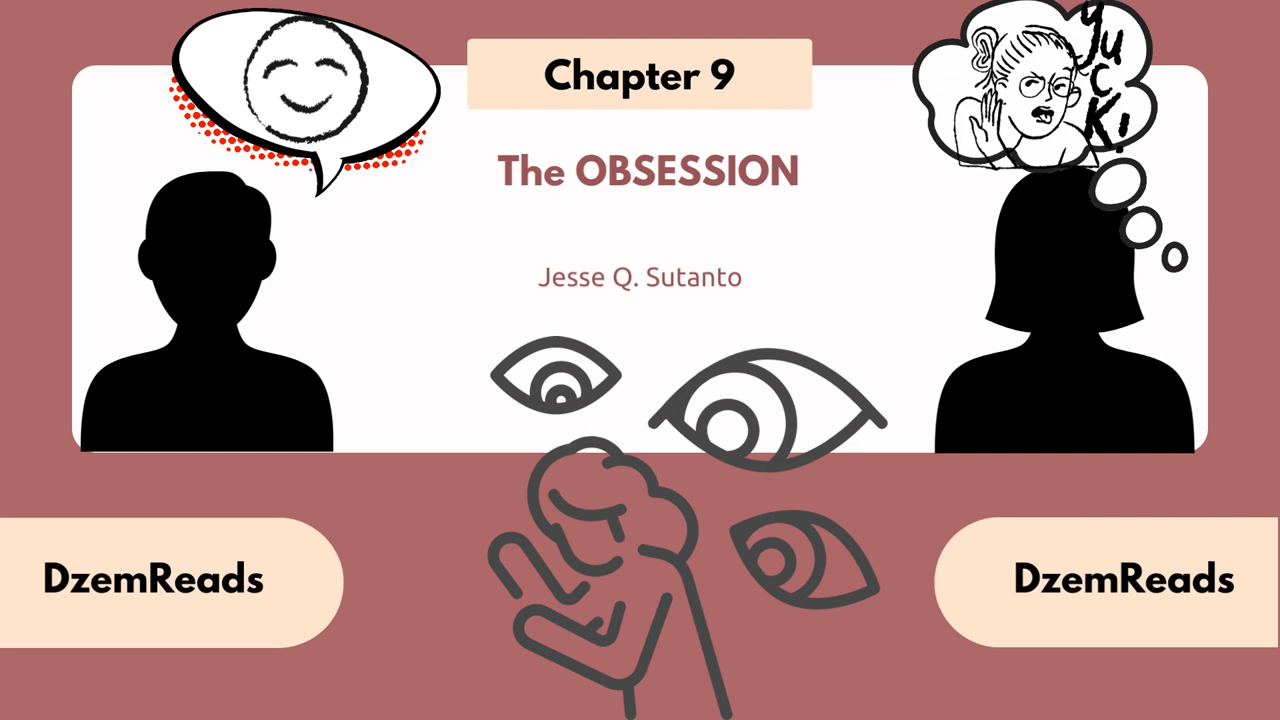 Chapter 9
yucK!
The OBSESSION
Jesse Q. Sutanto
DzemReads
DzemReads